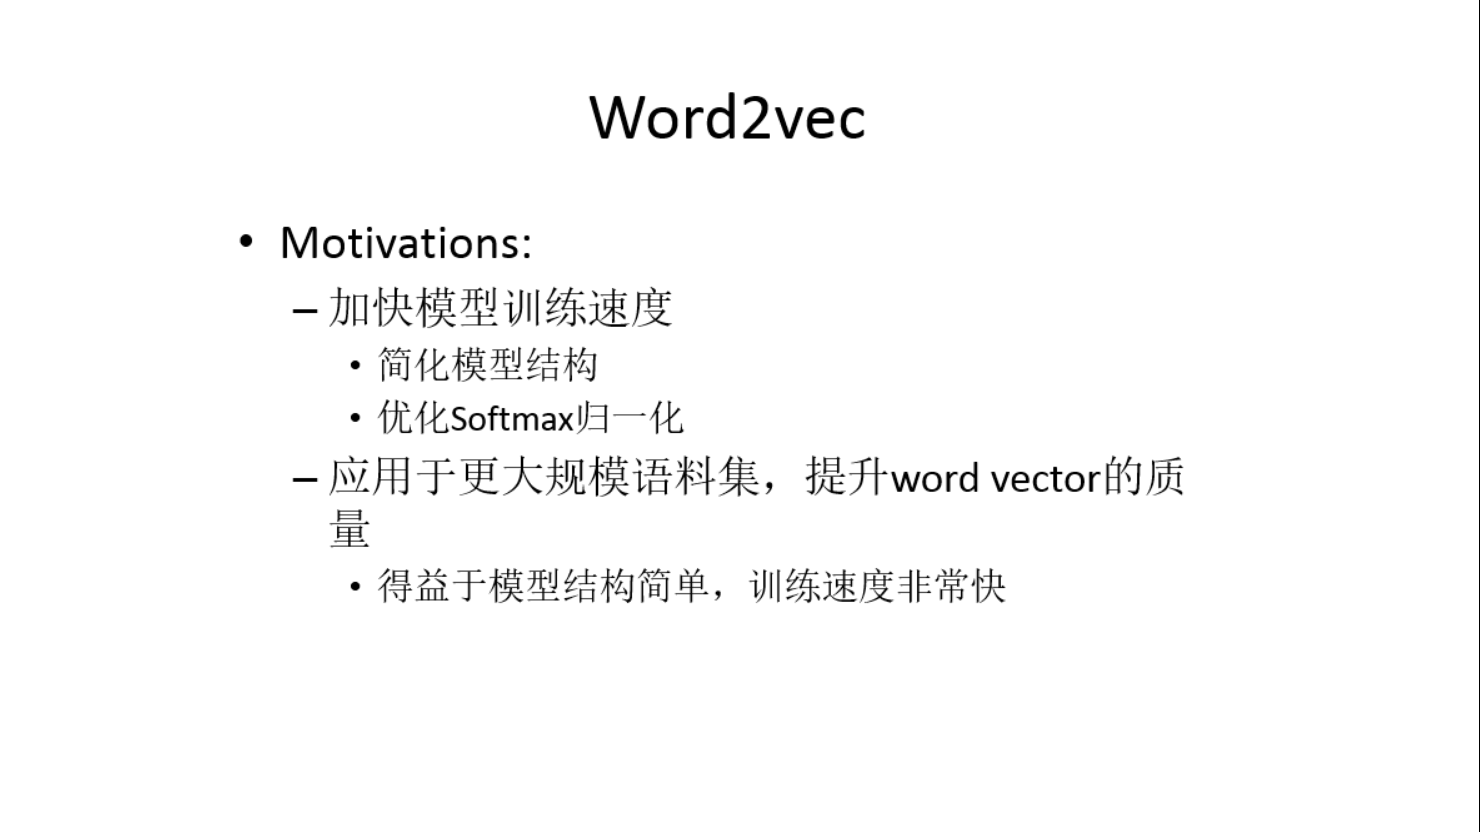 Word2vec
• Motivations:
– 加快模型训练速度
• 简化模型结构
• 优化Softmax归一化
– 应用于更大规模语料集，提升word vector的质
量
• 得益于模型结构简单，训练速度非常快